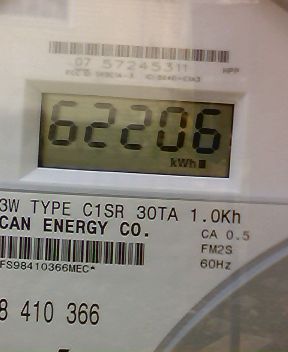 07 57245311
HPP
62206
kWh
3W TYPE C1SR 30TA 1.0Kh
CAN ENERGY CO.
CA 0.5
FM2S
FS98410366MEC*
60Hz
8 410 366